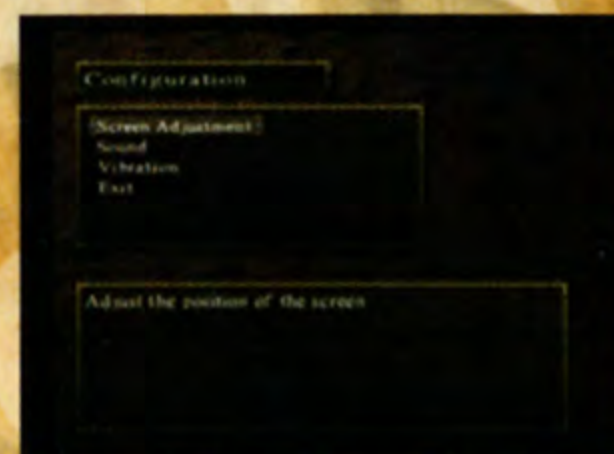 Configuration
Screen Adjustment
Sound
Vibration
Exit
Adjust the position of the screen